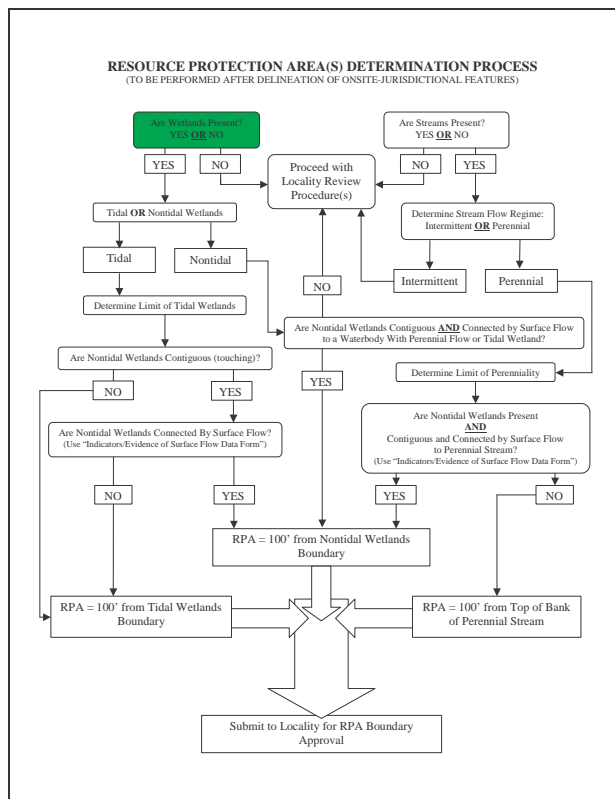 RESOURCE PROTECTION AREA(S) DETERMINATION PROCESS
(TO BE PERFORMED AFTER DELINEATION OF ONSITE-JURISDICTIONAL FEATURES)
Are Wetlands Present?
YES OR NO
Are Streams Present?
YES OR NO
YES
NO
Proceed with
Locality Review
Procedure(s)
NO
YES
Tidal OR Nontidal Wetlands
Determine Stream Flow Regime:
Intermittent OR Perennial
Tidal
Nontidal
NO
Intermittent
Perennial
Determine Limit of Tidal Wetlands
Are Nontidal Wetlands Contiguous AND Connected by Surface Flow
to a Waterbody With Perennial Flow or Tidal Wetland?
Are Nontidal Wetlands Contiguous (touching)?
NO
YES
YES
Determine Limit of Perenniality
Are Nontidal Wetlands Connected By Surface Flow?
(Use “Indicators/Evidence of Surface Flow Data Form”)
Are Nontidal Wetlands Present
AND
Contiguous and Connected by Surface Flow
to Perennial Stream?
(Use “Indicators/Evidence of Surface Flow Data Form”)
NO
YES
YES
NO
RPA = 100’ from Nontidal Wetlands
Boundary
RPA = 100’ from Tidal Wetlands
Boundary
RPA = 100’ from Top of Bank
of Perennial Stream
Submit to Locality for RPA Boundary
Approval